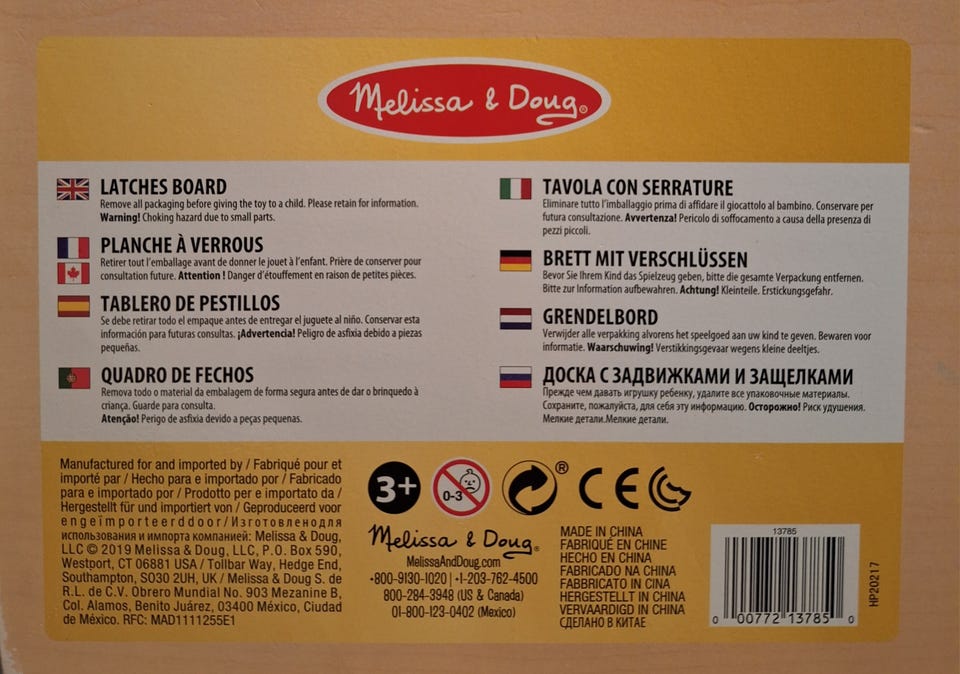 Melissa & Doug®
LATCHES BOARD
Remove all packaging before giving the toy to a child. Please retain for information.
Warning! Choking hazard due to small parts.
PLANCHE À VERROUS
Retirer tout l'emballage avant de donner le jouet à l'enfant. Prière de conserver pour
consultation future. Attention ! Danger d'étouffement en raison de petites pièces.
TABLERO DE PESTILLOS
Se debe retirar todo el empaque antes de entregar el juguete al niño. Conservar esta
información para futuras consultas. ¡Advertencia! Peligro de asfixia debido a piezas
pequeñas.
QUADRO DE FECHOS
Remova todo o material da embalagem de forma segura antes de dar o brinquedo à
criança. Guarde para consulta.
Atenção! Perigo de asfixia devido a peças pequenas.
TAVOLA CON SERRATURE
Eliminare tutto l'imballaggio prima di affidare il giocattolo al bambino. Conservare per
futura consultazione. Avvertenza! Pericolo di soffocamento a causa della presenza di
pezzi piccoli.
BRETT MIT VERSCHLÜSSEN
Bevor Sie Ihrem Kind das Spielzeug geben, bitte die gesamte Verpackung entfernen.
Bitte zur Information aufbewahren. Achtung! Kleinteile. Erstickungsgefahr.
GRENDELBORD
Verwijder alle verpakking alvorens het speelgoed aan uw kind te geven. Bewaren voor
informatie. Waarschuwing! Verstikkingsgevaar wegens kleine deeltjes.
ДОСКА С ЗАДВИЖКАМИ И ЗАЩЕЛКАМИ
Прежде чем давать игрушку ребенку, удалите все упаковочные материалы.
Сохраните, пожалуйста, для себя эту информацию. Осторожно! Риск удушения.
Мелкие детали.Мелкие детали.
Manufactured for and imported by / Fabriqué pour et
importé par / Hecho para e importado por / Fabricado
para e importado por / Prodotto per e importato da /
Hergestellt für und importiert von / Geproduceerd voor
en geïmporteerd door / Изготовлено для
использования и импорта компанией: Melissa & Doug,
LLC © 2019 Melissa & Doug, LLC, P.O. Box 590,
Westport, CT 06881 USA / Tollbar Way, Hedge End,
Southampton, SO30 2UH, UK / Melissa & Doug S. de
R.L. de C.V. Obrero Mundial No. 903 Mezanine B,
Col. Alamos, Benito Juárez, 03400 México, Ciudad
de México. RFC: MAD1111255E1
3+
0-3
®
CE
Melissa & Doug®
MelissaAndDoug.com
+800-9130-1020 | +1-203-762-4500
800-284-3948 (US & Canada)
01-800-123-0402 (Mexico)
MADE IN CHINA
FABRIQUÉ EN CHINE
HECHO EN CHINA
FABRICADO NA CHINA
FABBRICATO IN CINA
HERGESTELLT IN CHINA
VERVAARDIGD IN CHINA
СДЕЛАНО В КИТАЕ
13785
0 00772 13785 0
HP20217